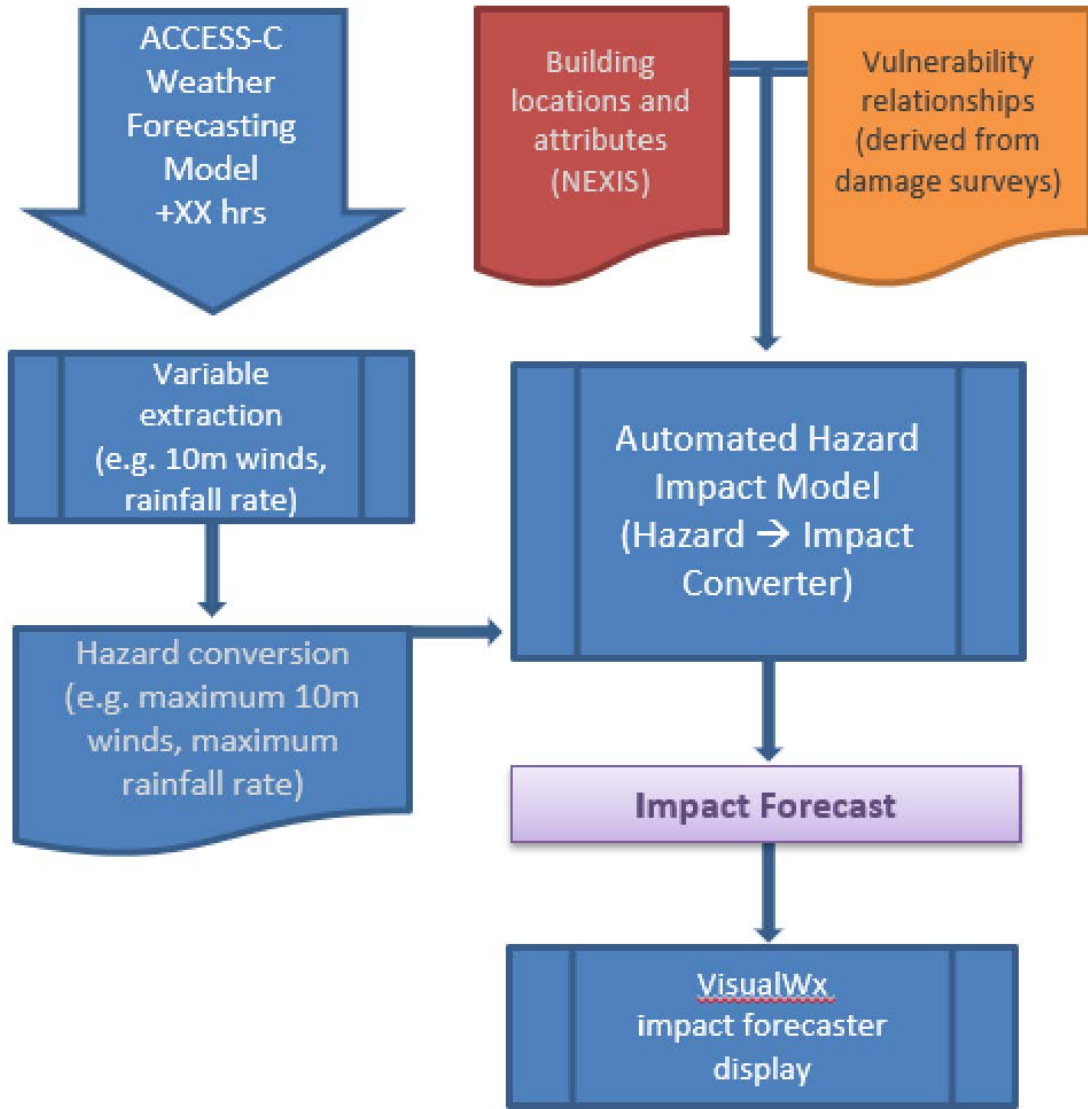 ACCESS-C
Weather
Forecasting
Model
+XX hrs
Building
locations and
attributes
(NEXIS)
Vulnerability
relationships
(derived from
damage surveys)
Variable
extraction
(e.g. 10m winds,
rainfall rate)
Automated Hazard
Impact Model
(Hazard → Impact
Converter)
Hazard conversion
(e.g. maximum 10m
winds, maximum
rainfall rate)
Impact Forecast
VisualWx
impact forecaster
display